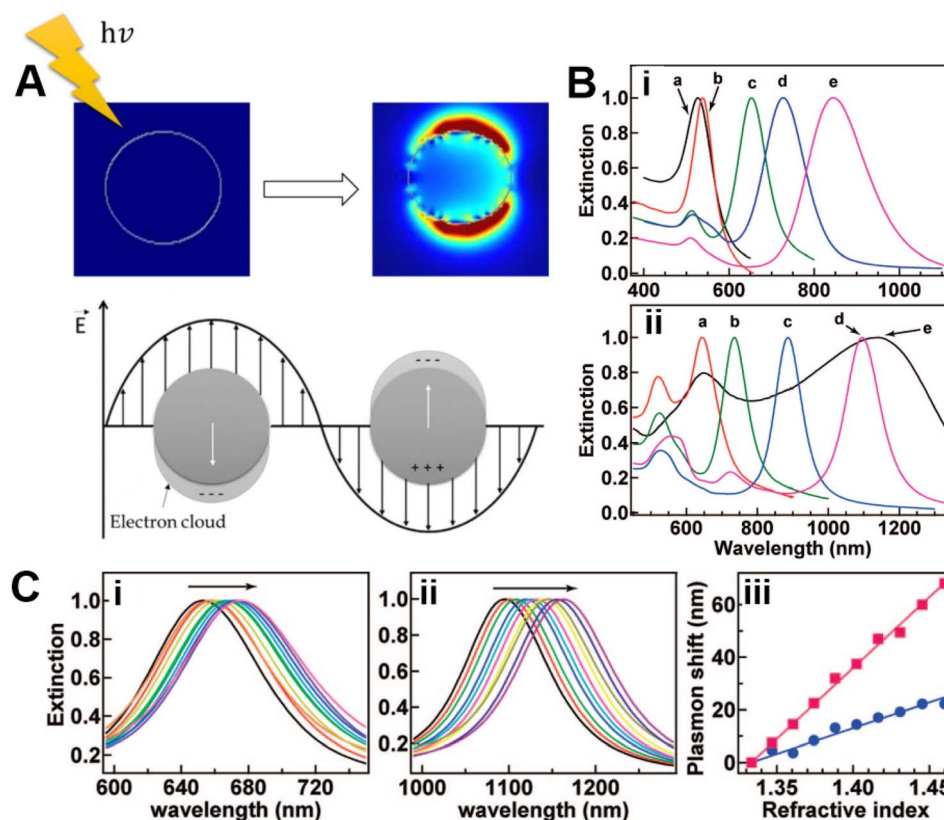 hν
A
E
- - -
Electron cloud
- - -
+ + +
B
i
a
b
c
d
e
Extinction
1.0
0.8
0.6
0.4
0.2
0.0
400
600
800
1000
ii
a
b
c
d
e
Extinction
1.0
0.8
0.6
0.4
0.2
0.0
600
800
1000
1200
Wavelength (nm)
C
i
Extinction
1.0
0.8
0.6
0.4
0.2
600
640
680
720
wavelength (nm)
ii
1.0
0.8
0.6
0.4
0.2
1000
1100
1200
wavelength (nm)
iii
Plasmon shift (nm)
60
40
20
0
1.35
1.40
1.45
Refractive index